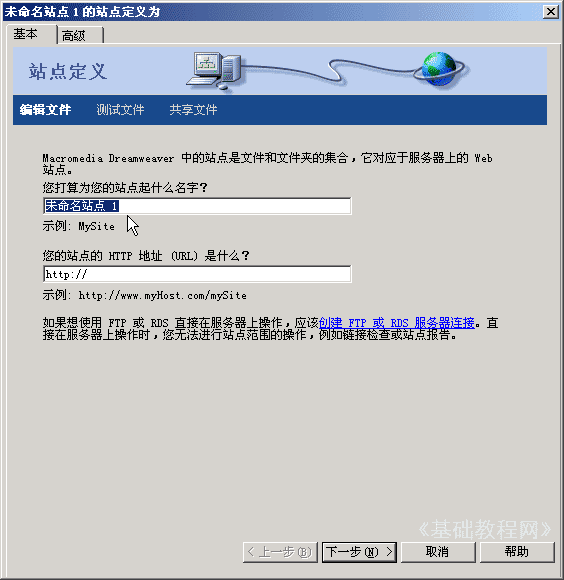 未命名站点 1 的站点定义为
基本 高级
站点定义
编辑文件 测试文件 共享文件
Macromedia Dreamweaver 中的站点是文件和文件夹的集合，它对应于服务器上的 Web
站点。
您打算为您的站点起什么名字？
未命名站点 1
示例: MySite
您的站点的 HTTP 地址 (URL) 是什么？
http://
示例: http://www.myHost.com/mySite
如果想使用 FTP 或 RDS 直接在服务器上操作，应该创建 FTP 或 RDS 服务器连接。直
接在服务器上操作时，您无法进行站点范围的操作，例如链接检查或站点报告。
《基础教程网》
< 上一步(B) 下一步(N) > 取消 帮助